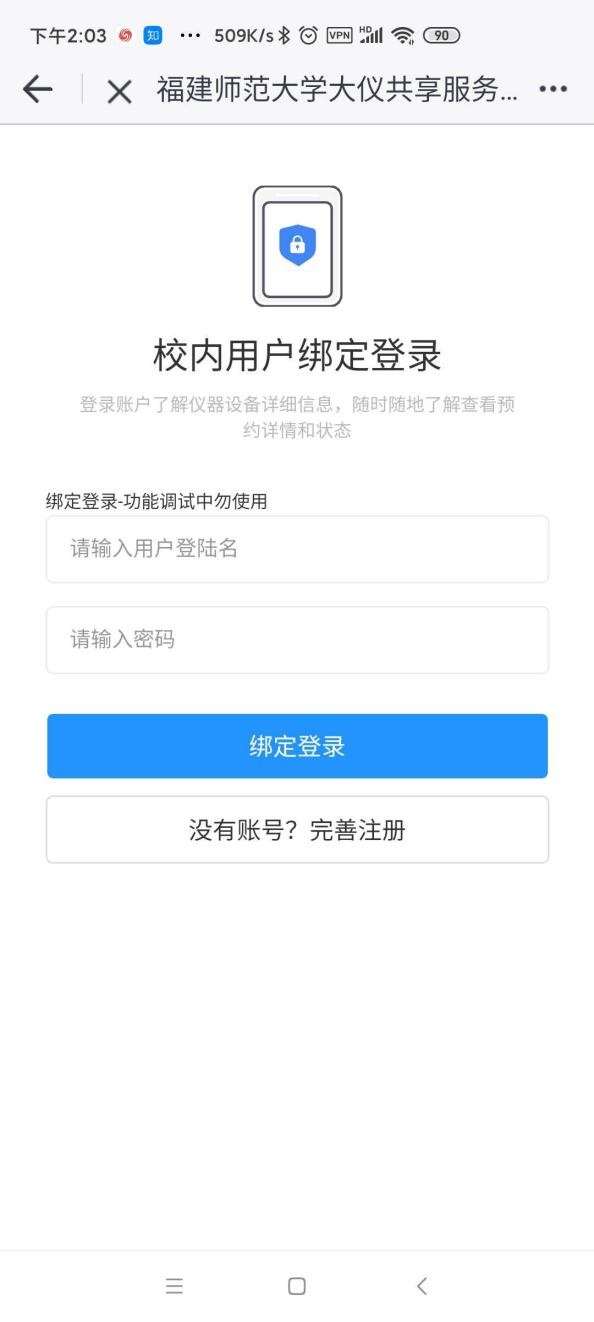 下午2:03 知 ... 509K/s VPN HD 90
福建师范大学大仪共享服务...
校内用户绑定登录
登录账户了解仪器设备详细信息，随时随地了解查看预
约详情和状态
绑定登录-功能调试中勿使用
请输入用户登陆名
请输入密码
绑定登录
没有账号？完善注册